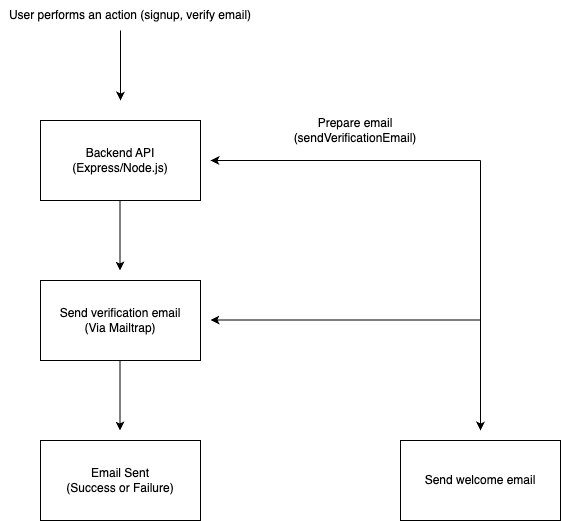 User performs an action (signup, verify email)
Prepare email
(sendVerificationEmail)
Backend API
(Express/Node.js)
Send verification email
(Via Mailtrap)
Email Sent
(Success or Failure)
Send welcome email